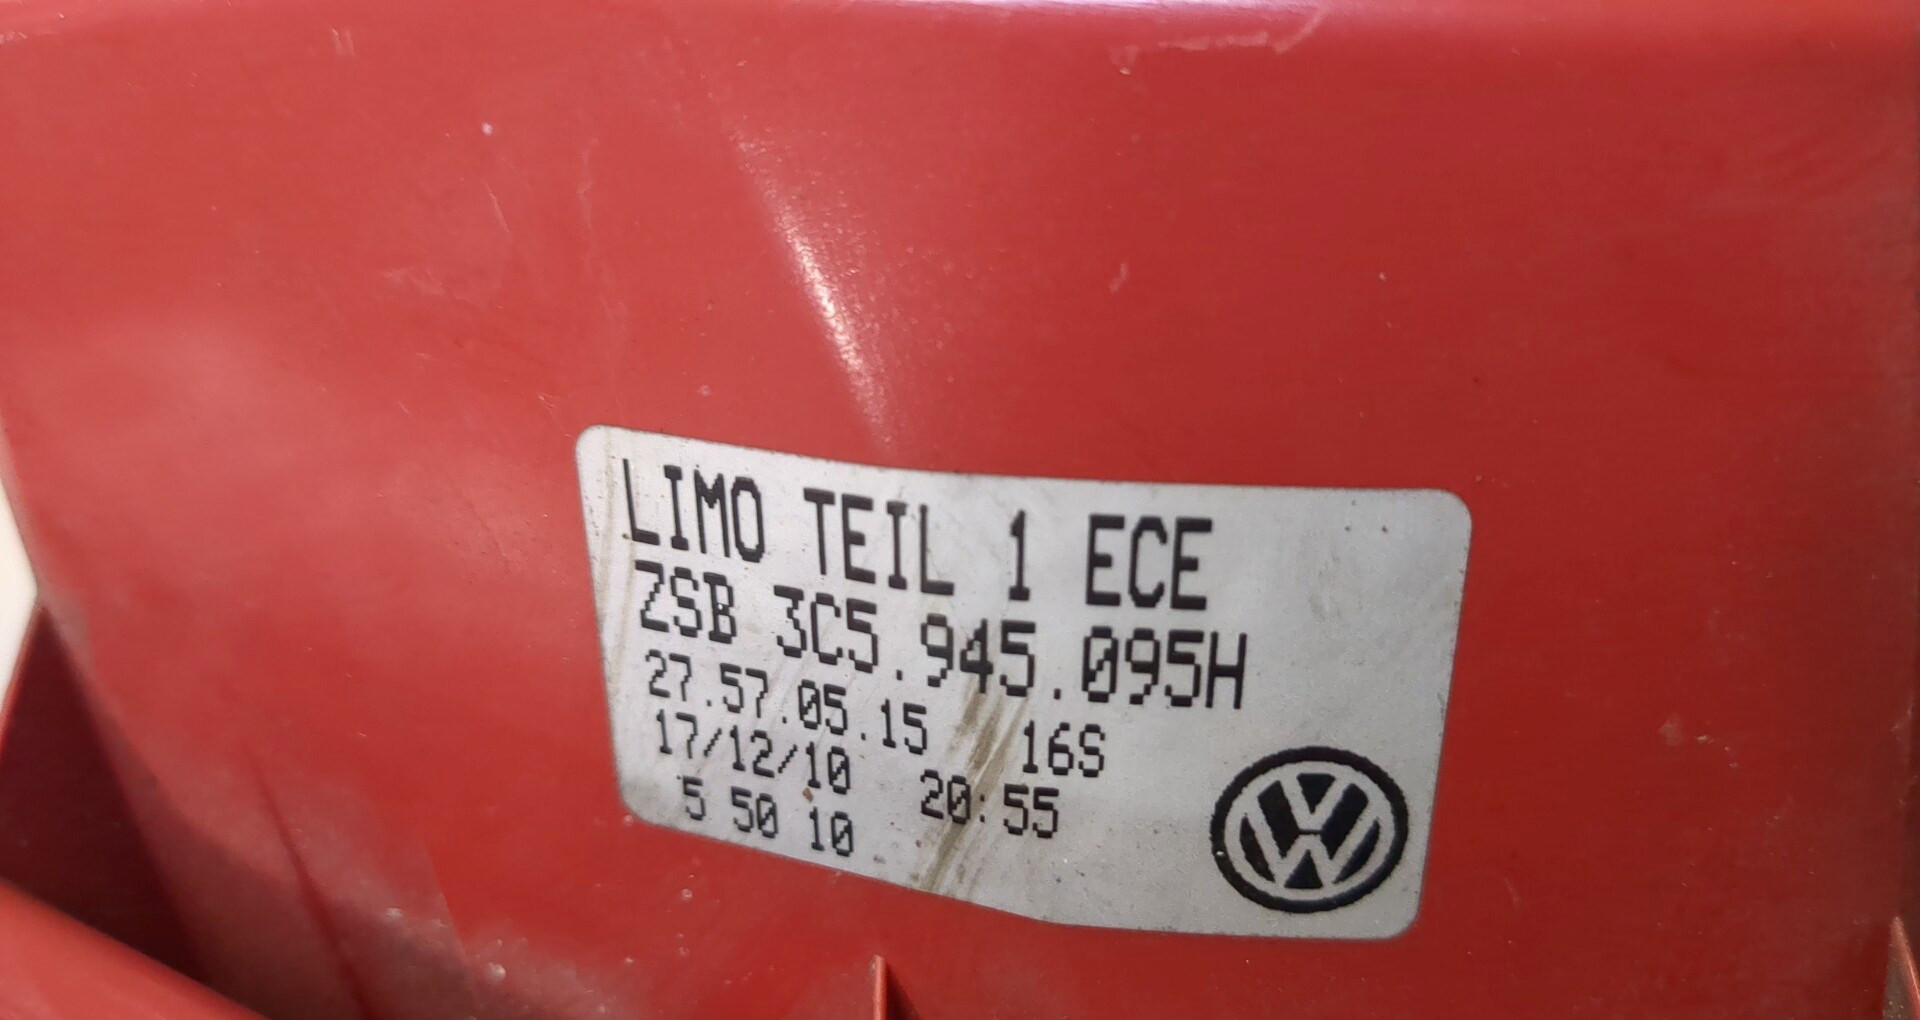 LIMO TEIL 1 ECE
ZSB 3C5.945.095H
27.57.05.15 16S
17/12/10 20:55
5 50 10
VW